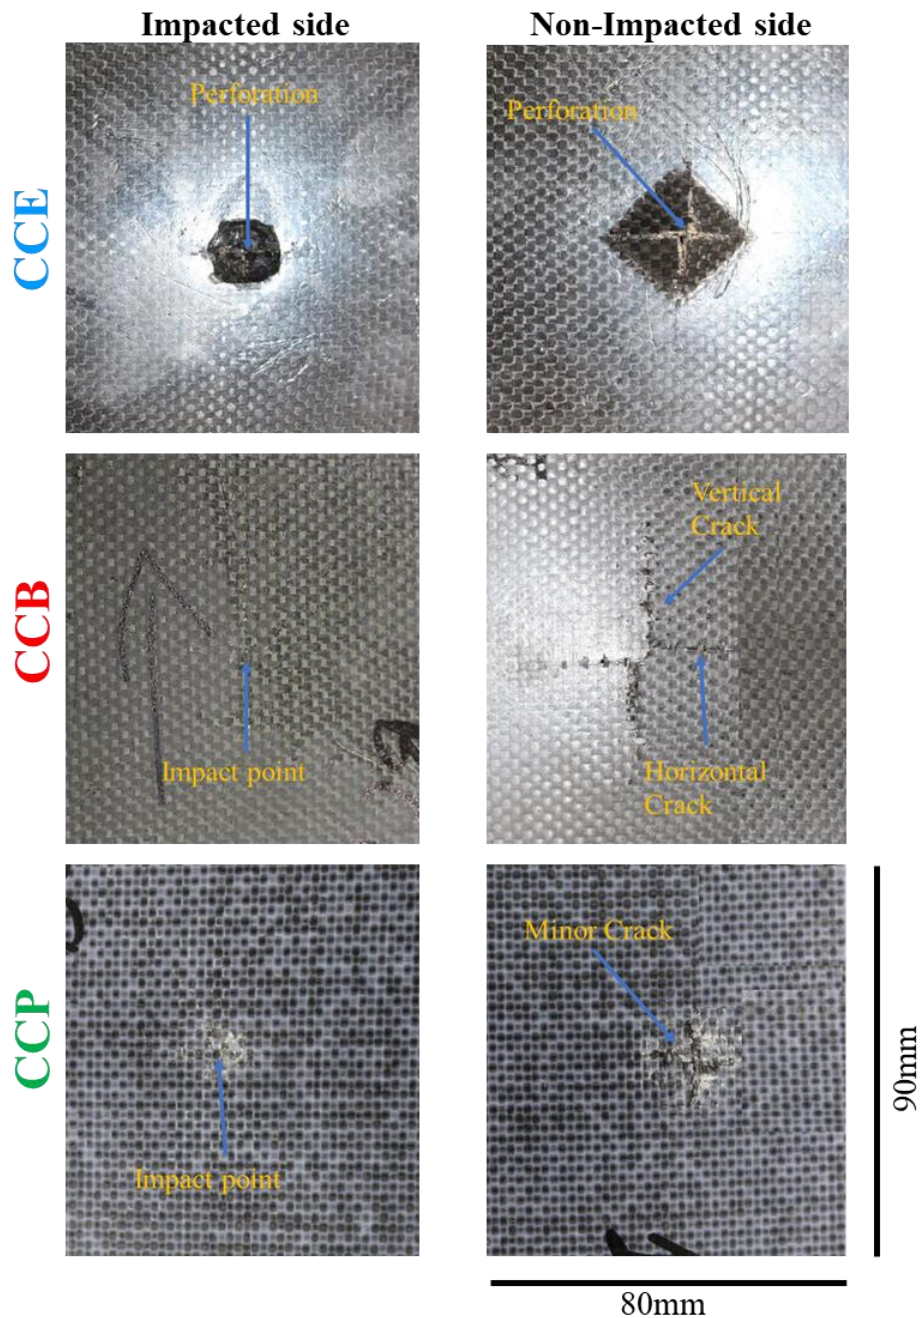 Impacted side
Non-Impacted side
CCE
Perforation
Perforation
CCB
Impact point
Vertical
Crack
Horizontal
Crack
CCP
Impact point
Minor Crack
90mm
80mm